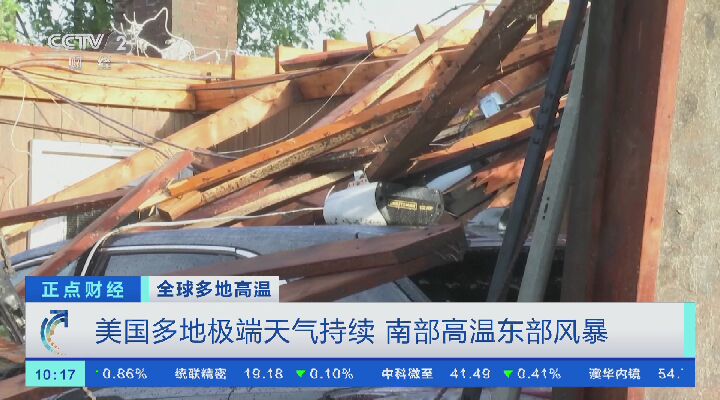 CCTV 2
财 经
正点财经 全球多地高温
美国多地极端天气持续 南部高温东部风暴
10:17 0.86% 统联精密 19.18 ▼0.10% 中科微至 41.49 ▼0.41% 澳华内镜 54.7